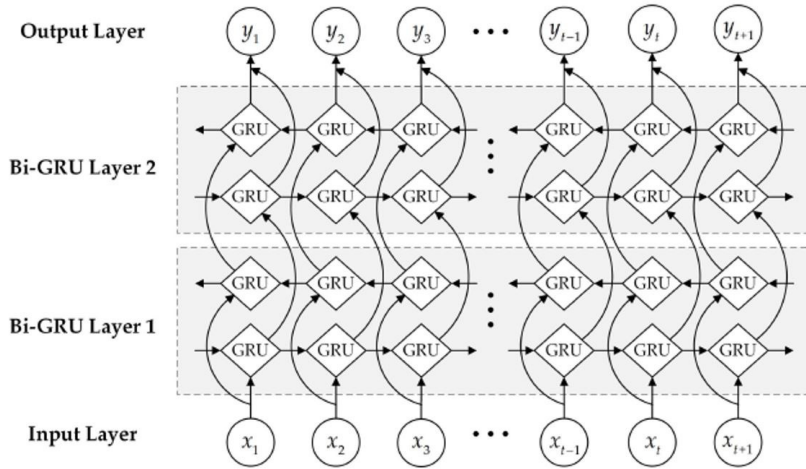 Output Layer y₁ y₂ y₃ ••• yₜ₋₁ yₜ yₜ₊₁
GRU GRU GRU GRU GRU GRU
Bi-GRU Layer 2
GRU GRU GRU GRU GRU GRU
GRU GRU GRU GRU GRU GRU
Bi-GRU Layer 1
GRU GRU GRU GRU GRU GRU
Input Layer x₁ x₂ x₃ ••• xₜ₋₁ xₜ xₜ₊₁